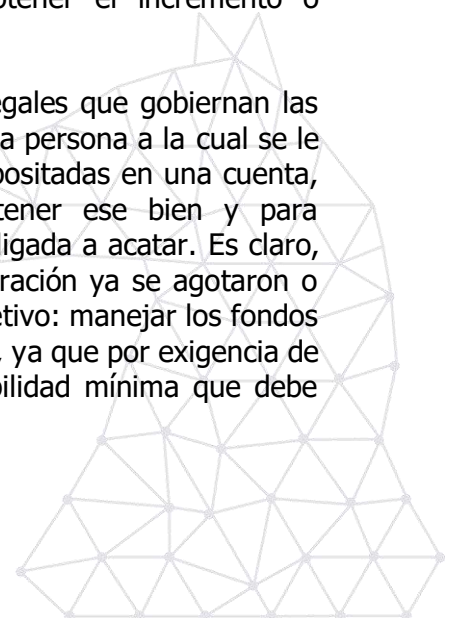 tener el incremento o
egales que gobiernan las
a persona a la cual se le
positadas en una cuenta,
tener ese bien y para
ligada a acatar. Es claro,
ración ya se agotaron o
etivo: manejar los fondos
, ya que por exigencia de
bilidad mínima que debe